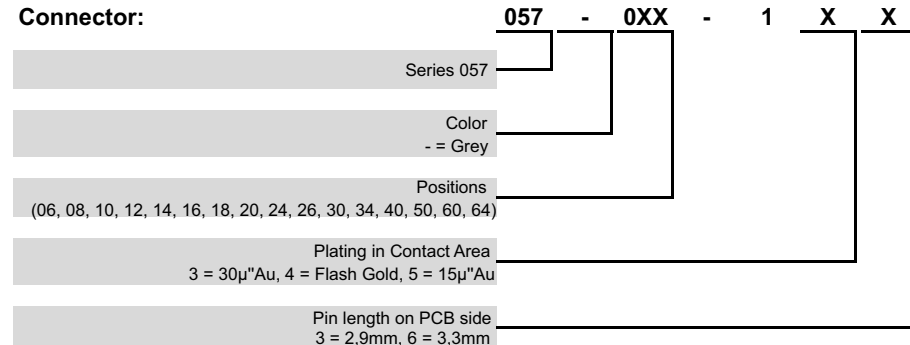 Connector: 057 - 0XX - 1 X X
Series 057
Color
- = Grey
Positions
(06, 08, 10, 12, 14, 16, 18, 20, 24, 26, 30, 34, 40, 50, 60, 64)
Plating in Contact Area
3 = 30µ"Au, 4 = Flash Gold, 5 = 15µ"Au
Pin length on PCB side
3 = 2,9mm, 6 = 3,3mm